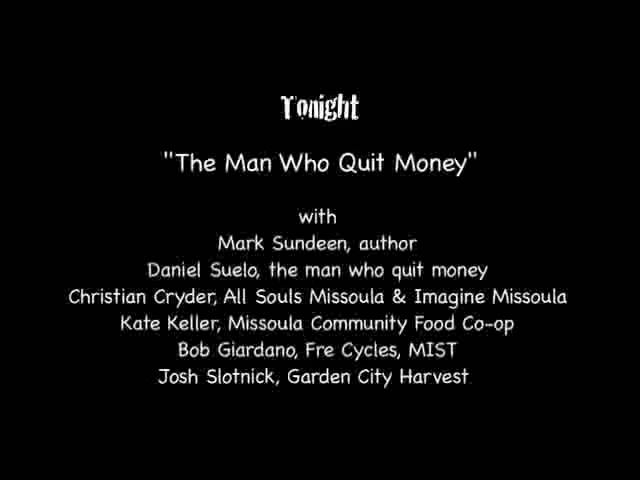 Tonight
"The Man Who Quit Money"
with
Mark Sundeen, author
Daniel Suelo, the man who quit money
Christian Cryder, All Souls Missoula & Imagine Missoula
Kate Keller, Missoula Community Food Co-op
Bob Giardano, Fre Cycles, MIST
Josh Slotnick, Garden City Harvest